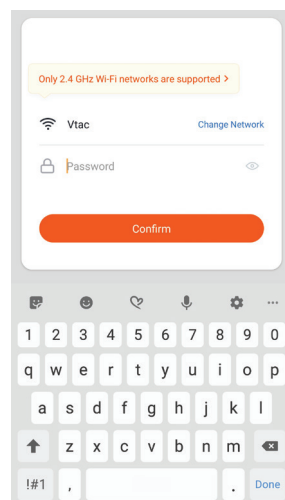 Only 2.4 GHz Wi-Fi networks are supported >
Vtac Change Network
Password
Confirm
1 2 3 4 5 6 7 8 9 0
q w e r t y u i o p
a s d f g h j k l
z x c v b n m
!#1 , . Done